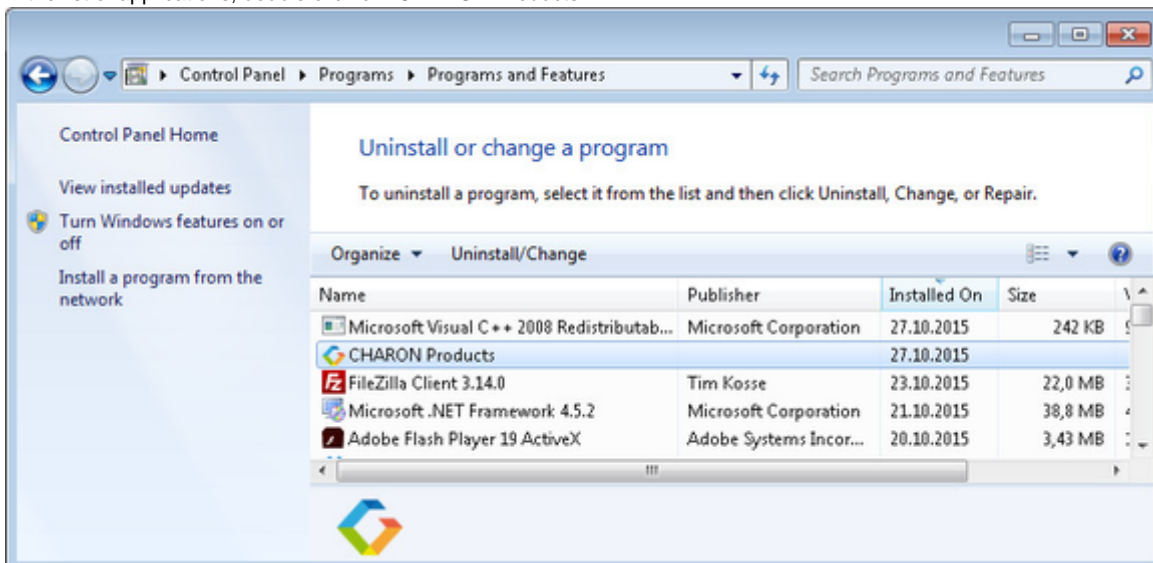 Control Panel ▸ Programs ▸ Programs and Features
Search Programs and Features
Control Panel Home
View installed updates
Turn Windows features on or
off
Install a program from the
network
Uninstall or change a program
To uninstall a program, select it from the list and then click Uninstall, Change, or Repair.
Organize Uninstall/Change
Name Publisher Installed On Size
Microsoft Visual C++ 2008 Redistributab... Microsoft Corporation 27.10.2015 242 KB
CHARON Products 27.10.2015
FileZilla Client 3.14.0 Tim Kosse 23.10.2015 22,0 MB
Microsoft .NET Framework 4.5.2 Microsoft Corporation 21.10.2015 38,8 MB
Adobe Flash Player 19 ActiveX Adobe Systems Incor... 20.10.2015 3,43 MB